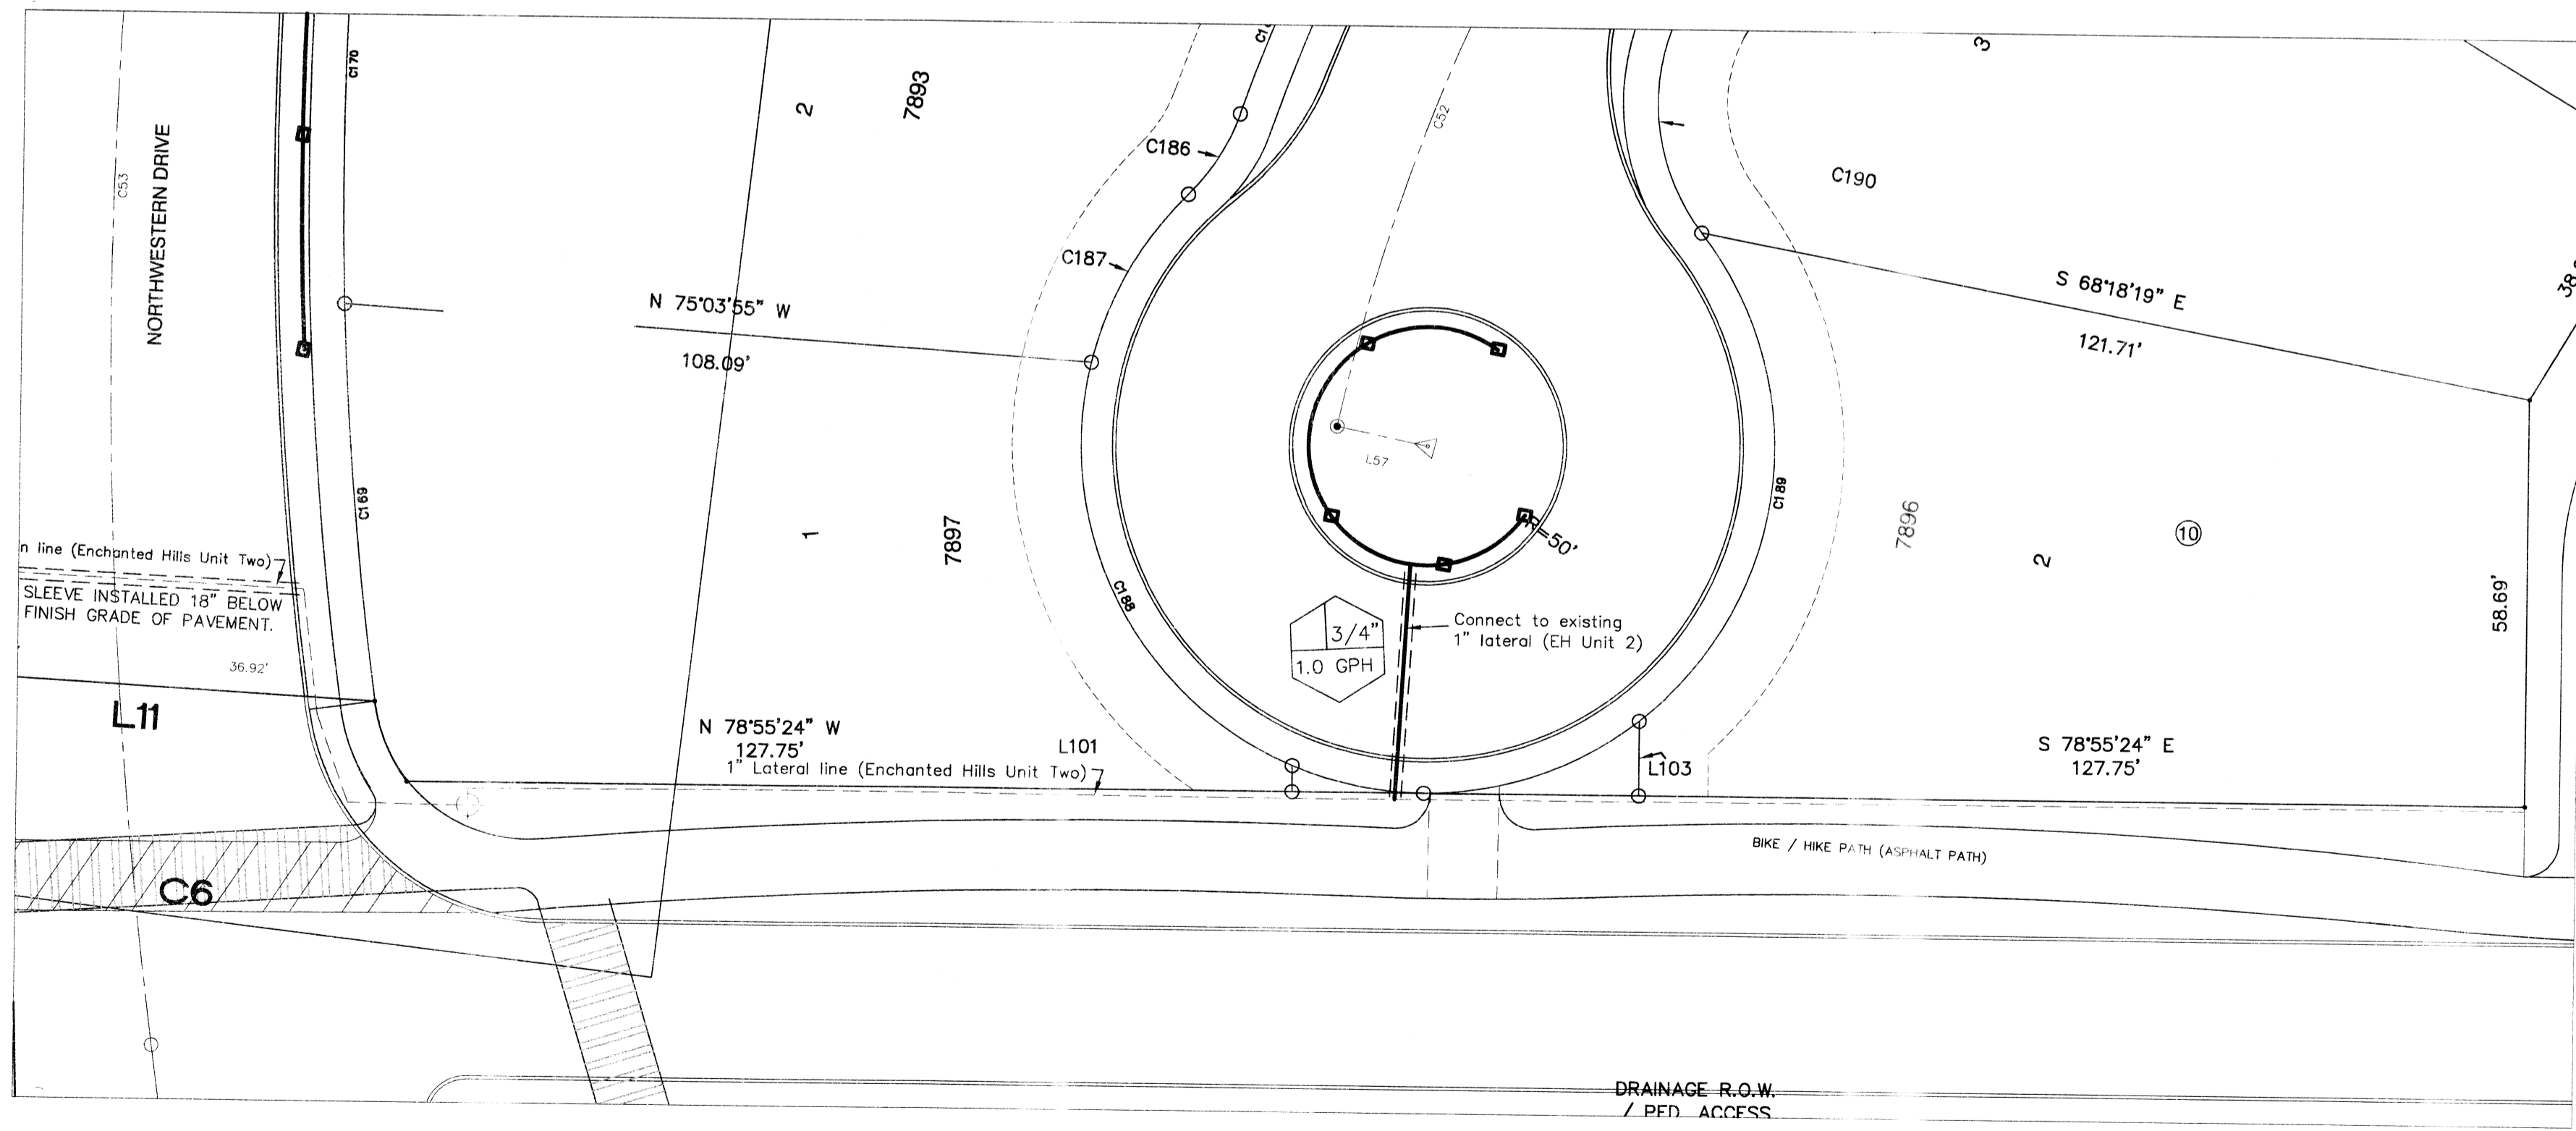 C170
C53
NORTHWESTERN DRIVE
2
7893
C186
C52
3
C190
C187
N 75°03'55" W
108.09'
S 68°18'19" E
121.71'
L57
C169
1
7897
R=50'
C189
7896
2
10
58.69'
n line (Enchanted Hills Unit Two)
SLEEVE INSTALLED 18" BELOW
FINISH GRADE OF PAVEMENT.
36.92'
L11
C188
3/4"
1.0 GPH
Connect to existing
1" lateral (EH Unit 2)
N 78°55'24" W
127.75'
L101
1" Lateral line (Enchanted Hills Unit Two)
L103
S 78°55'24" E
127.75'
BIKE / HIKE PATH (ASPHALT PATH)
C6
DRAINAGE R.O.W.
/ PED. ACCESS